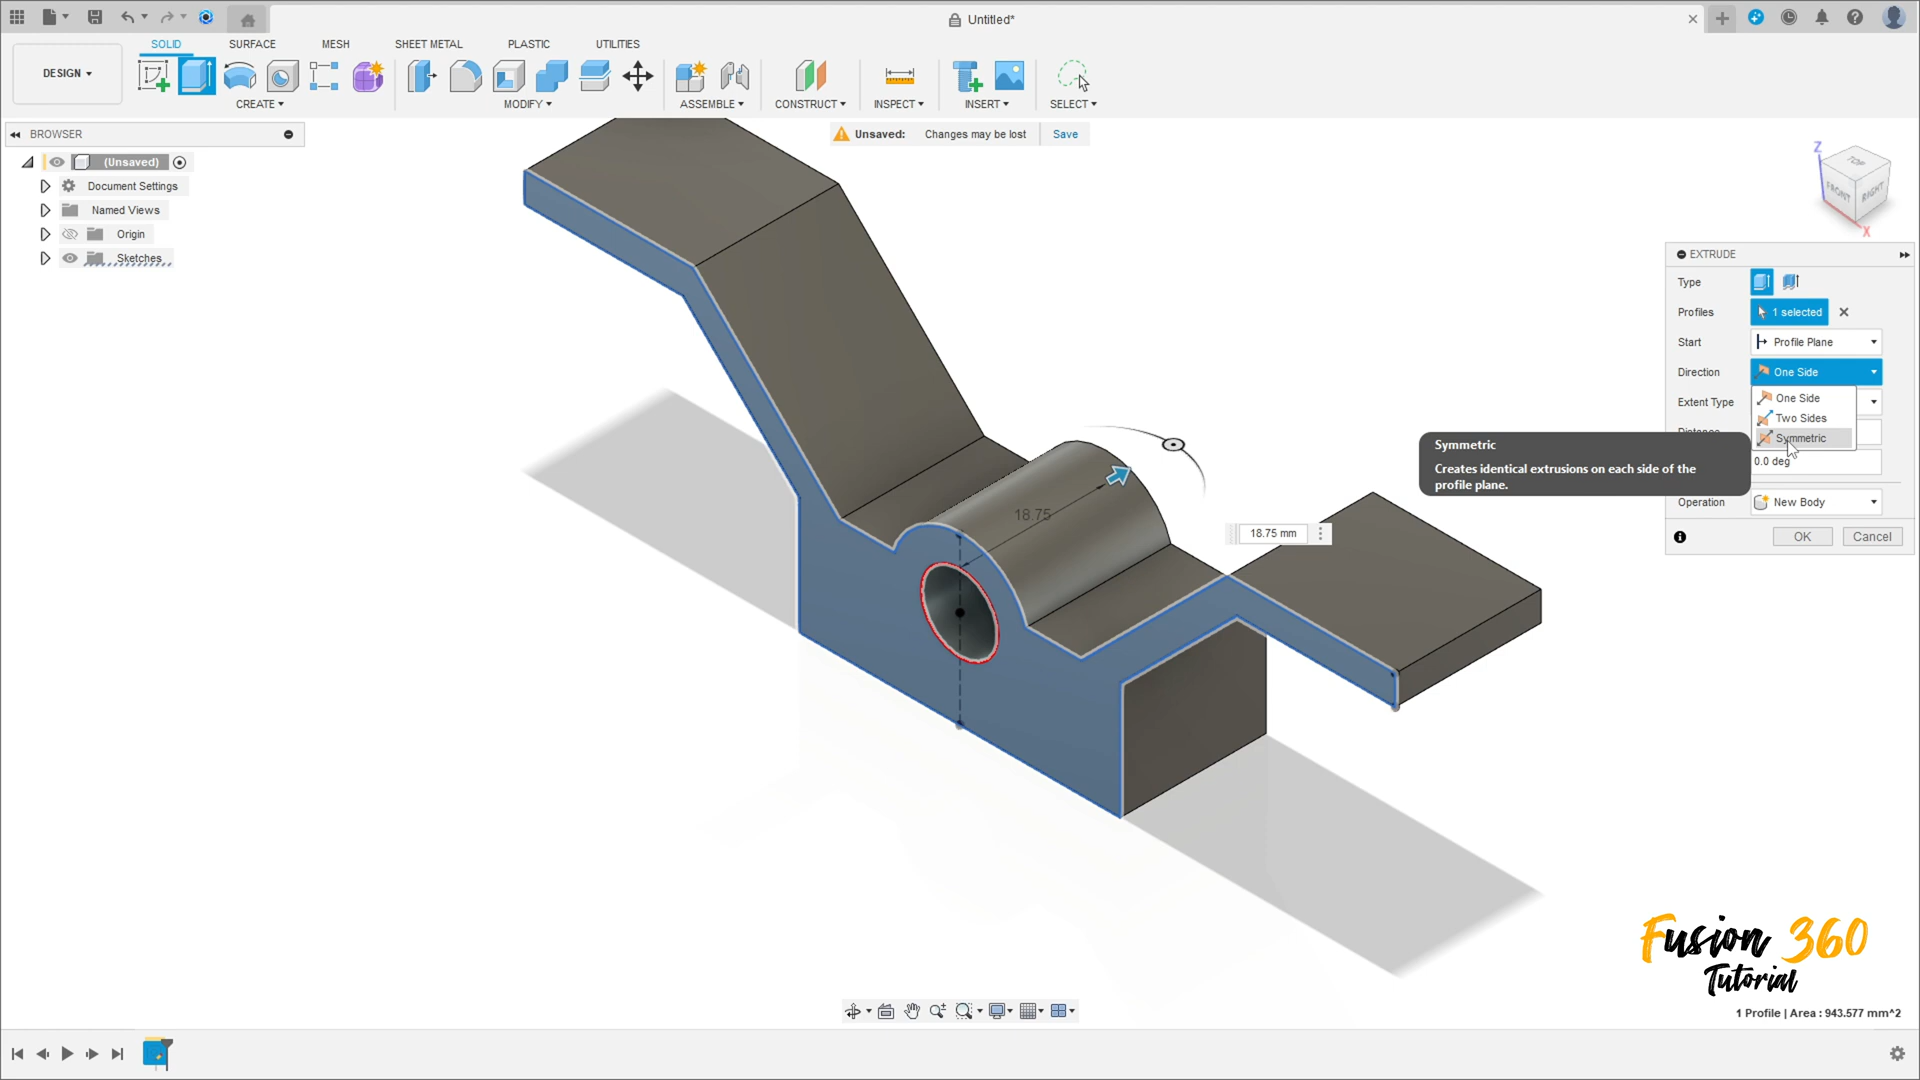 Untitled*
SOLID SURFACE MESH SHEET METAL PLASTIC UTILITIES
DESIGN
CREATE MODIFY ASSEMBLE CONSTRUCT INSPECT INSERT SELECT
BROWSER
Unsaved: Changes may be lost Save
(Unsaved)
Document Settings
Named Views
Origin
Sketches
Z
TOP
FRONT
RIGHT
X
EXTRUDE
Type
Profiles 1 selected
Start Profile Plane
Direction One Side
One Side
Extent Type
Two Sides
Symmetric
Distance
0.0 deg
Symmetric
Creates identical extrusions on each side of the
profile plane.
Operation New Body
OK Cancel
18.75
18.75 mm
Fusion 360
Tutorial
1 Profile | Area : 943.577 mm^2